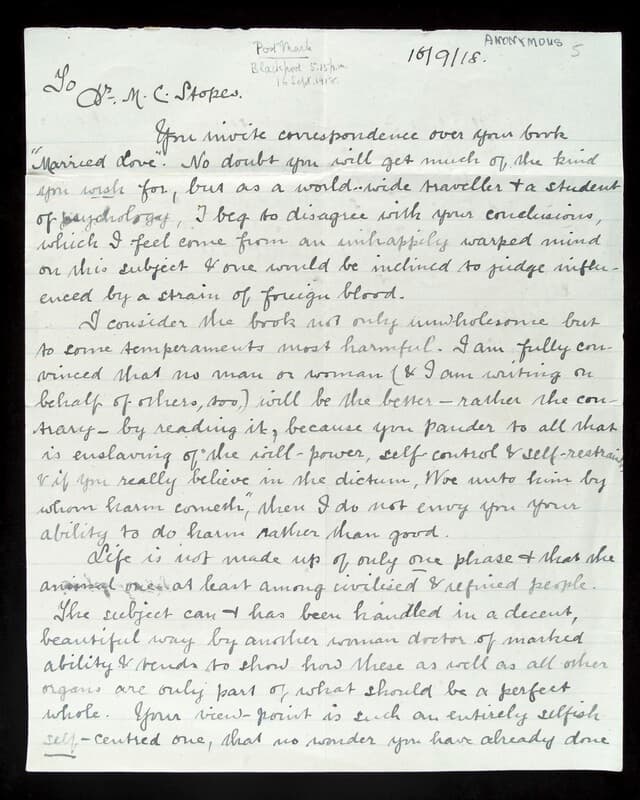 ANONYMOUS
5
16/9/18.
Post Mark
Blackpool 5.15 p.m.
16 Sept. 1918.
To
Dr. M. C. Stopes.
You invite correspondence over your book
"Married Love". No doubt you will get much of the kind
you wish for, but as a world-wide traveller & a student
of psychology, I beg to disagree with your conclusions,
which I feel come from an unhappily warped mind
on this subject & one would be inclined to judge influ-
enced by a strain of foreign blood.
I consider the book not only unwholesome but
to some temperaments most harmful. I am fully con-
vinced that no man or woman (& I am writing on
behalf of others, too,) will be the better – rather the con-
trary – by reading it, because you pander to all that
is enslaving of the will-power, self control & self-restraint,
& if you really believe in the dictum, "Woe unto him by
whom harm cometh", then I do not envy you your
ability to do harm rather than good.
Life is not made up of only one phase & that the
animal one at least among civilised & refined people.
The subject can & has been handled in a decent,
beautiful way by another woman doctor of marked
ability & tends to show how these as well as all other
organs are only part of what should be a perfect
whole. Your view-point is such an entirely selfish
self-centred one, that no wonder you have already done